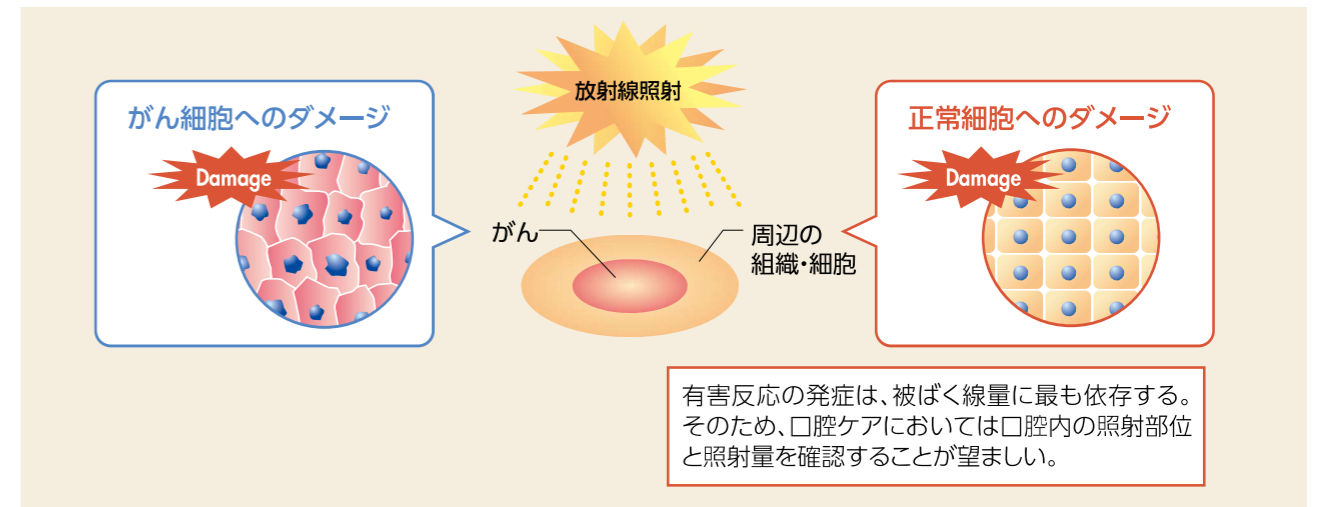 放射線照射
がん細胞へのダメージ
Damage
正常細胞へのダメージ
Damage
がん
周辺の
組織・細胞
有害反応の発症は、被ばく線量に最も依存する。
そのため、口腔ケアにおいては口腔内の照射部位
と照射量を確認することが望ましい。